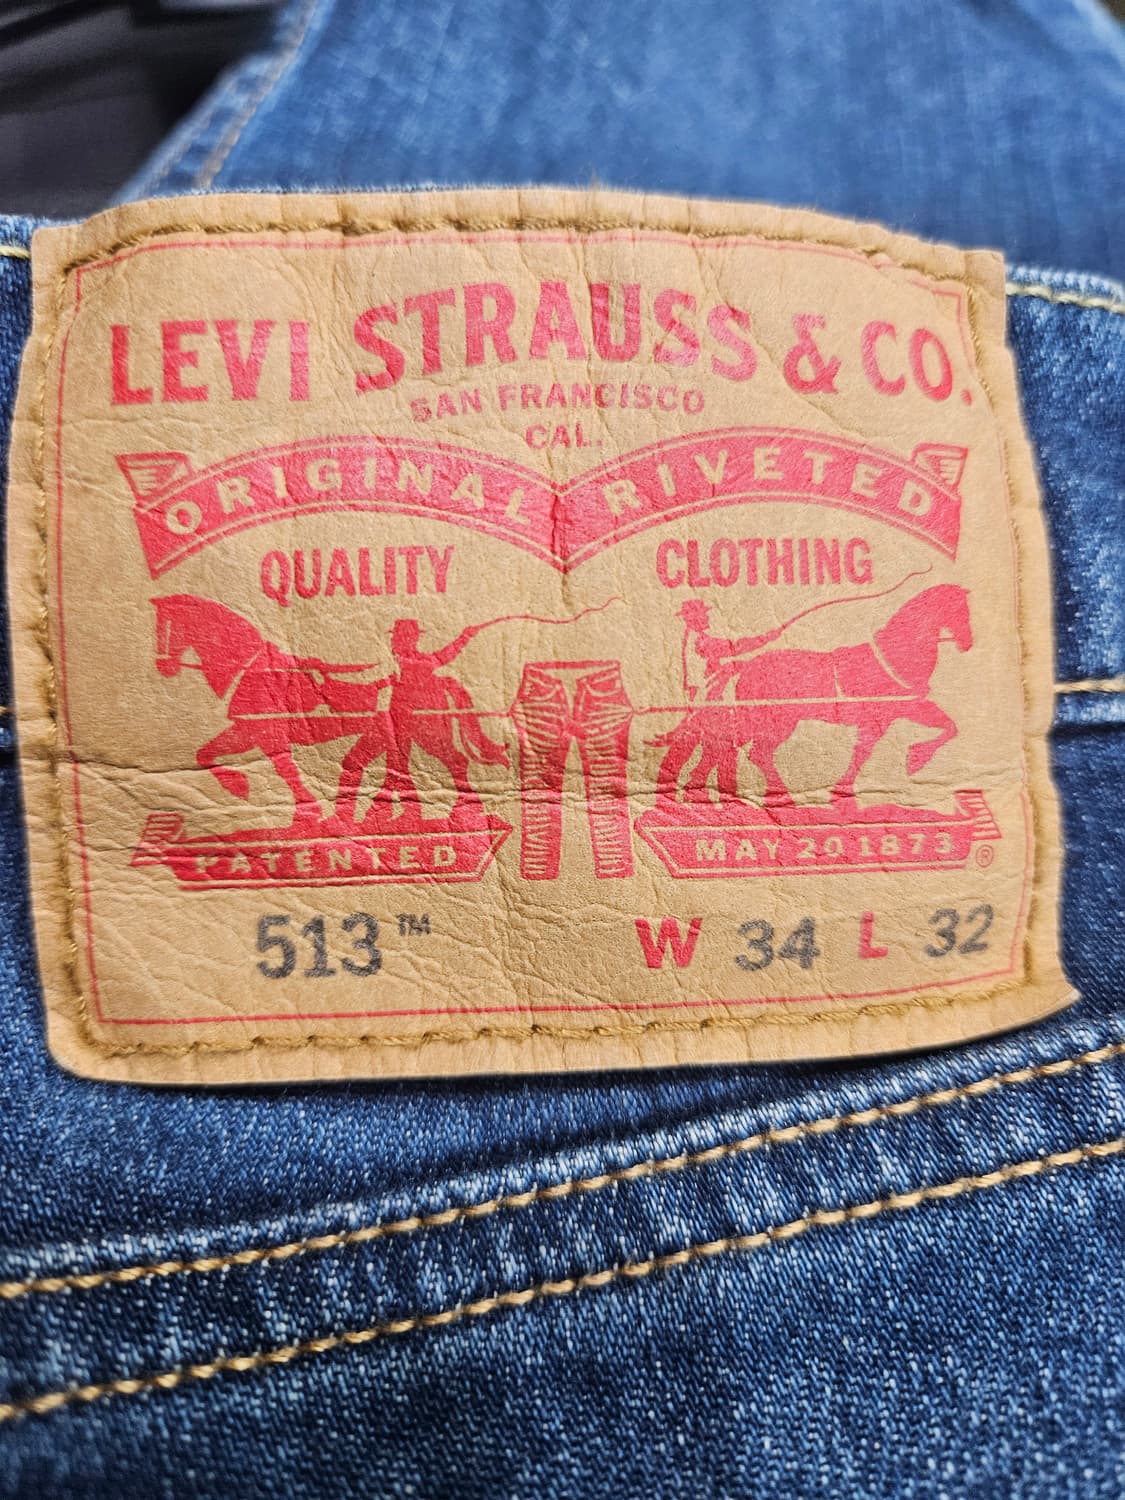 LEVI STRAUSS & CO.
SAN FRANCISCO
CAL.
ORIGINAL RIVETED
QUALITY CLOTHING
PATENTED MAY 20 1873 ®
513™ W 34 L 32